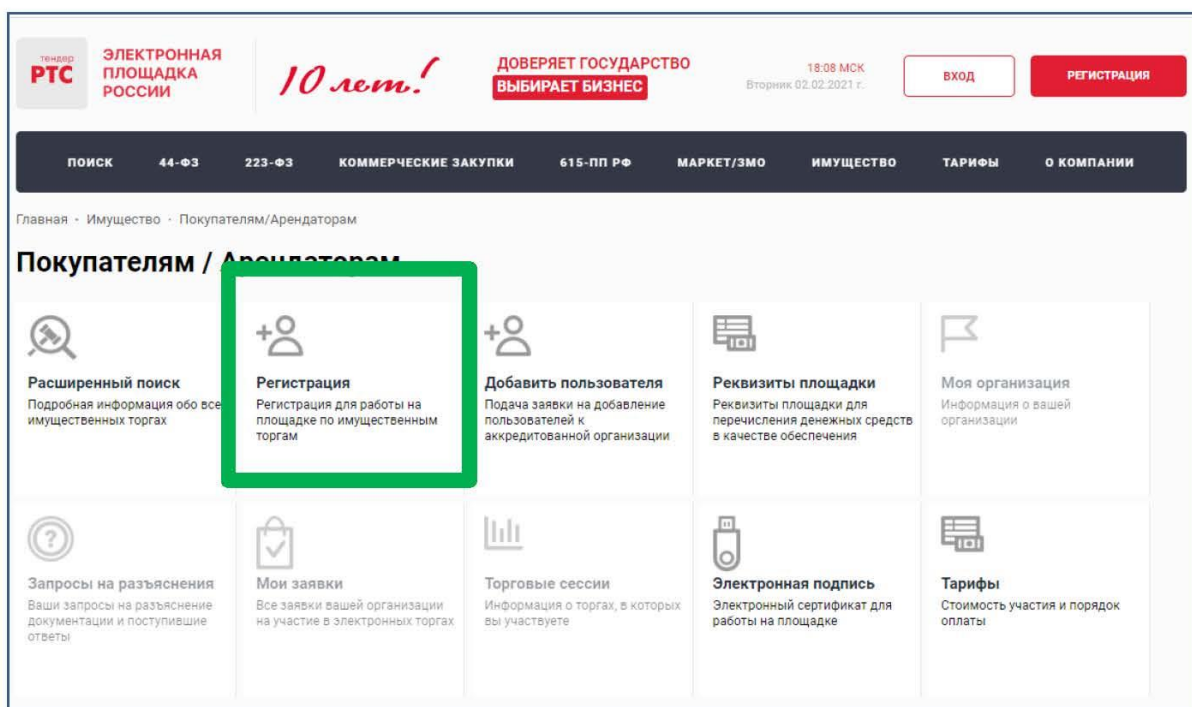 тендер
РТС
ЭЛЕКТРОННАЯ
ПЛОЩАДКА
РОССИИ
10 лет!
ДОВЕРЯЕТ ГОСУДАРСТВО
ВЫБИРАЕТ БИЗНЕС
18:08 МСК
Вторник 02.02.2021 г.
ВХОД
РЕГИСТРАЦИЯ
ПОИСК 44-ФЗ 223-ФЗ КОММЕРЧЕСКИЕ ЗАКУПКИ 615-ПП РФ МАРКЕТ/ЗМО ИМУЩЕСТВО ТАРИФЫ О КОМПАНИИ
Главная · Имущество · Покупателям/Арендаторам
Покупателям / Арендаторам
Расширенный поиск
Подробная информация обо все
имущественных торгах
Регистрация
Регистрация для работы на
площадке по имущественным
торгам
Добавить пользователя
Подача заявки на добавление
пользователей к
аккредитованной организации
Реквизиты площадки
Реквизиты площадки для
перечисления денежных средств
в качестве обеспечения
Моя организация
Информация о вашей
организации
Запросы на разъяснения
Ваши запросы на разъяснение
документации и поступившие
ответы
Мои заявки
Все заявки вашей организации
на участие в электронных торгах
Торговые сессии
Информация о торгах, в которых
вы участвуете
Электронная подпись
Электронный сертификат для
работы на площадке
Тарифы
Стоимость участия и порядок
оплаты